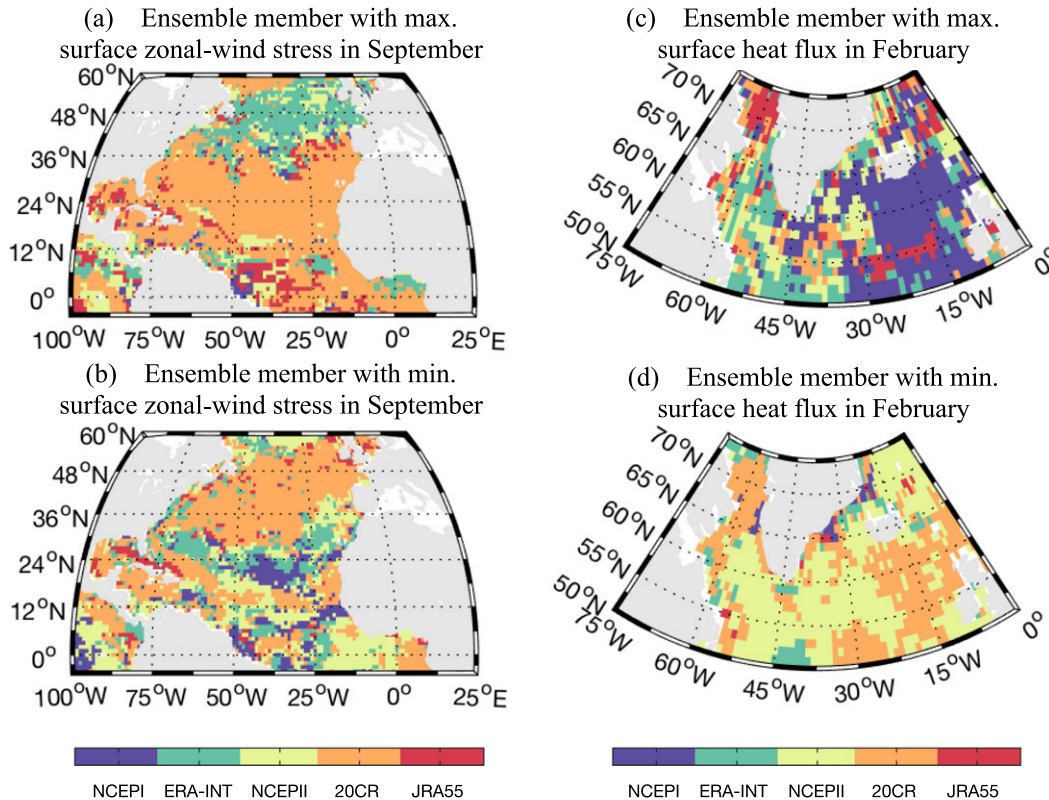 (a) Ensemble member with max.
surface zonal-wind stress in September
60°N
48°N
36°N
24°N
12°N
0°
100°W 75°W 50°W 25°W 0° 25°E
(b) Ensemble member with min.
surface zonal-wind stress in September
60°N
48°N
36°N
24°N
12°N
0°
100°W 75°W 50°W 25°W 0° 25°E
NCEPI ERA-INT NCEPII 20CR JRA55
(c) Ensemble member with max.
surface heat flux in February
70°N
65°N
60°N
55°N
50°N
75°W 60°W 45°W 30°W 15°W 0°
(d) Ensemble member with min.
surface heat flux in February
70°N
65°N
60°N
55°N
50°N
75°W 60°W 45°W 30°W 15°W 0°
NCEPI ERA-INT NCEPII 20CR JRA55